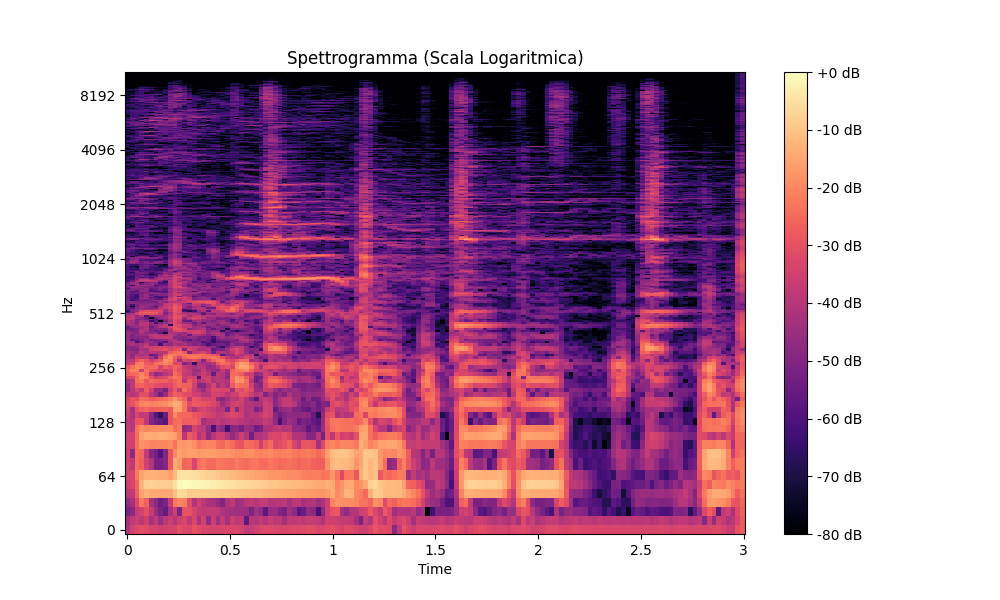 Spettrogramma (Scala Logaritmica)
Hz
8192
4096
2048
1024
512
256
128
64
0
0
0.5
1
1.5
2
2.5
3
Time
+0 dB
-10 dB
-20 dB
-30 dB
-40 dB
-50 dB
-60 dB
-70 dB
-80 dB